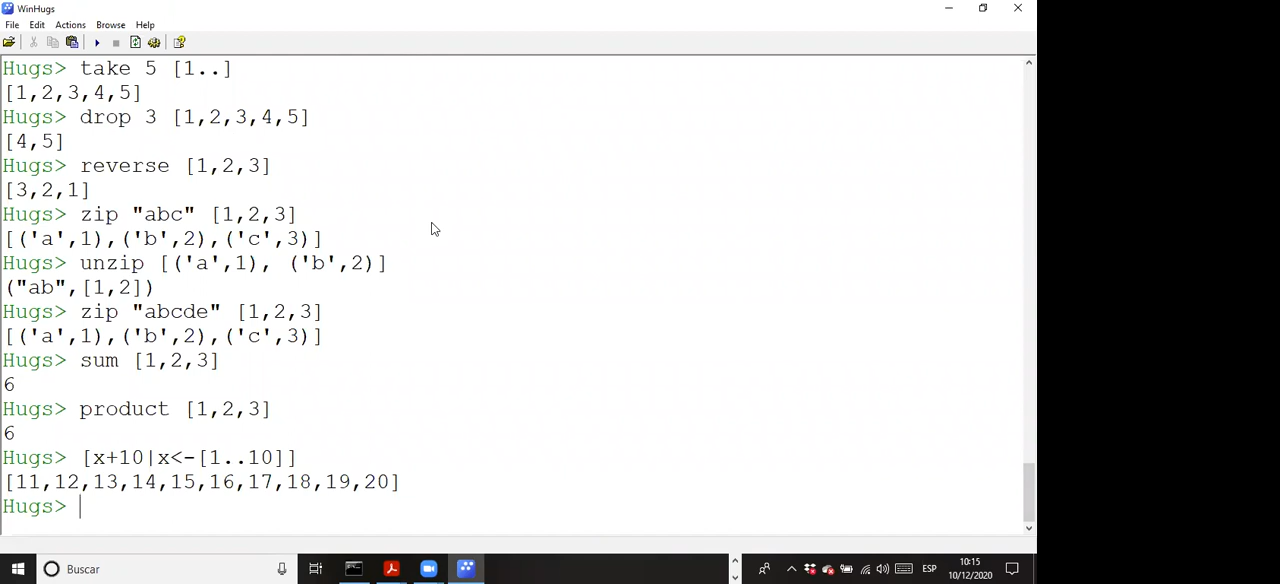 WinHugs
File Edit Actions Browse Help
Hugs> take 5 [1..]
[1,2,3,4,5]
Hugs> drop 3 [1,2,3,4,5]
[4,5]
Hugs> reverse [1,2,3]
[3,2,1]
Hugs> zip "abc" [1,2,3]
[('a',1),('b',2),('c',3)]
Hugs> unzip [('a',1), ('b',2)]
("ab",[1,2])
Hugs> zip "abcde" [1,2,3]
[('a',1),('b',2),('c',3)]
Hugs> sum [1,2,3]
6
Hugs> product [1,2,3]
6
Hugs> [x+10|x<-[1..10]]
[11,12,13,14,15,16,17,18,19,20]
Hugs>
Buscar
ESP
10:15
10/12/2020